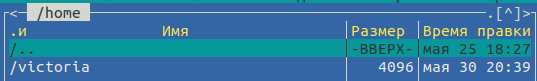 <- /home .[^]>
.и Имя Размер Время правки
/.. -ВВЕРХ- мая 25 18:27
/victoria 4096 мая 30 20:39